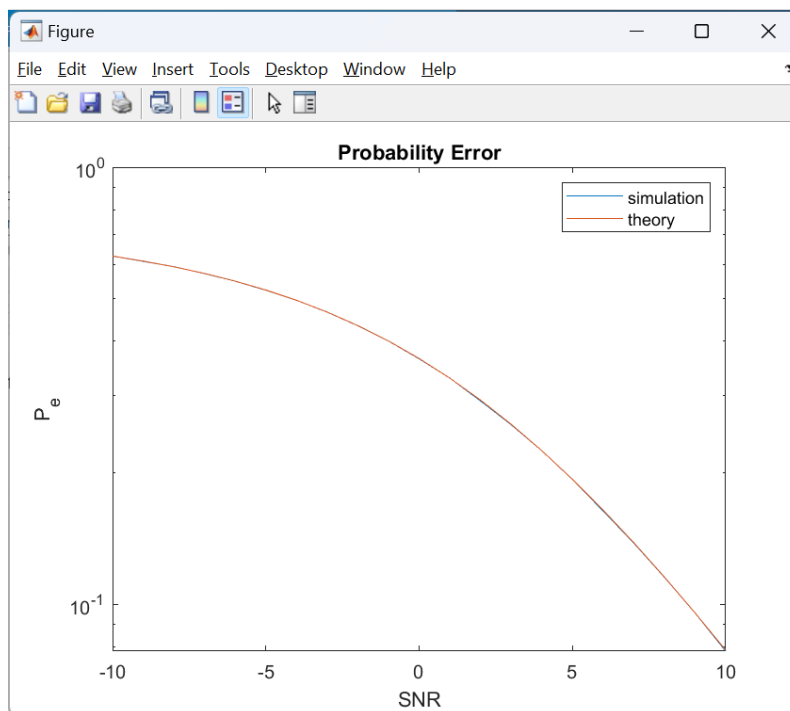 Figure
File Edit View Insert Tools Desktop Window Help
Probability Error
10^0
simulation
theory
P_e
10^-1
-10 -5 0 5 10
SNR